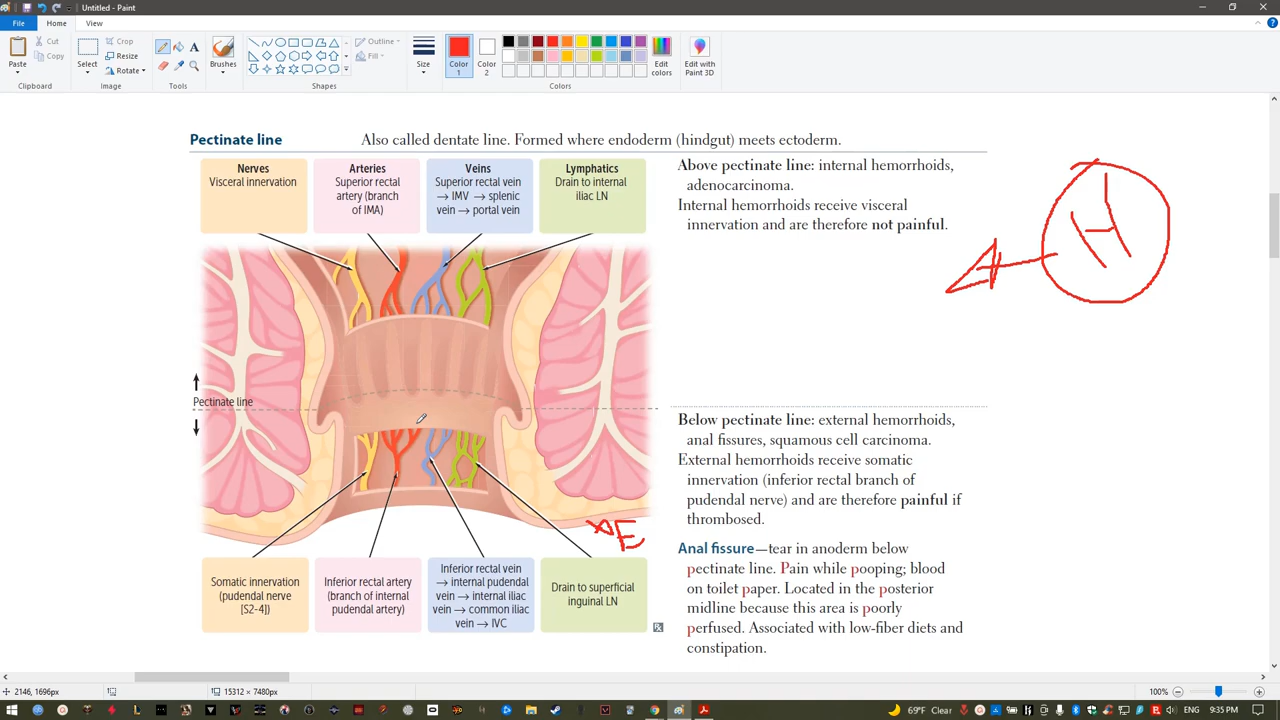 Untitled - Paint
File Home View
Paste
Cut
Copy
Clipboard
Select
Crop
Resize
Rotate
Image
A
Tools
Brushes
Shapes
Outline
Fill
Size
Color 1
Color 2
Edit colors
Colors
Edit with Paint 3D
Pectinate line
Also called dentate line. Formed where endoderm (hindgut) meets ectoderm.
Nerves
Visceral innervation
Arteries
Superior rectal
artery (branch
of IMA)
Veins
Superior rectal vein
→ IMV → splenic
vein → portal vein
Lymphatics
Drain to internal
iliac LN
Above pectinate line: internal hemorrhoids,
adenocarcinoma.
Internal hemorrhoids receive visceral
innervation and are therefore not painful.
H
Pectinate line
Below pectinate line: external hemorrhoids,
anal fissures, squamous cell carcinoma.
External hemorrhoids receive somatic
innervation (inferior rectal branch of
pudendal nerve) and are therefore painful if
thrombosed.
E
Somatic innervation
(pudendal nerve
[S2-4])
Inferior rectal artery
(branch of internal
pudendal artery)
Inferior rectal vein
→ internal pudendal
vein → internal iliac
vein → common iliac
vein → IVC
Drain to superficial
inguinal LN
Anal fissure—tear in anoderm below
pectinate line. Pain while pooping; blood
on toilet paper. Located in the posterior
midline because this area is poorly
perfused. Associated with low-fiber diets and
constipation.
2146, 1696px
15312 × 7480px
100%
69°F Clear
9:35 PM